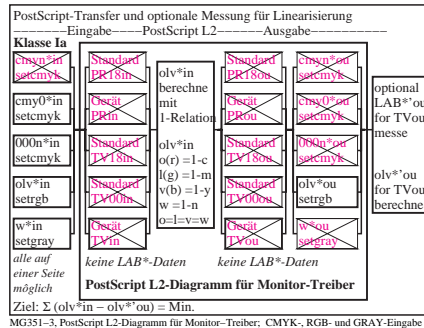 PostScript-Transfer und optionale Messung für Linearisierung
Eingabe PostScript L2 Ausgabe
Klasse Ia
cmyn*in
setcmyk
cmy0*in
setcmyk
000n*in
setcmyk
olv*in
setrgb
w*in
setgray
alle auf
einer Seite
möglich
Standard
PR18in
Gerät
PRin
Standard
TV18in
Standard
TV00in
Gerät
TVin
keine LAB*-Daten
olv*in
berechne
mit
1-Relation
olv*in
o(r) =1-c
l(g) =1-m
v(b) =1-y
w =1-n
o=l=v=w
Standard
PR18ou
Gerät
PRou
Standard
TV18ou
Standard
TV00ou
Gerät
TVou
keine LAB*-Daten
cmyn*ou
setcmyk
cmy0*ou
setcmyk
000n*ou
setcmyk
olv*ou
setrgb
w*ou
setgray
optional
LAB*'ou
for TVou
messe
olv*'ou
for TVou
berechne
PostScript L2-Diagramm für Monitor-Treiber
Ziel: Σ (olv*in – olv*'ou) = Min.
MG351–3, PostScript L2-Diagramm für Monitor–Treiber; CMYK-, RGB- und GRAY-Eingabe